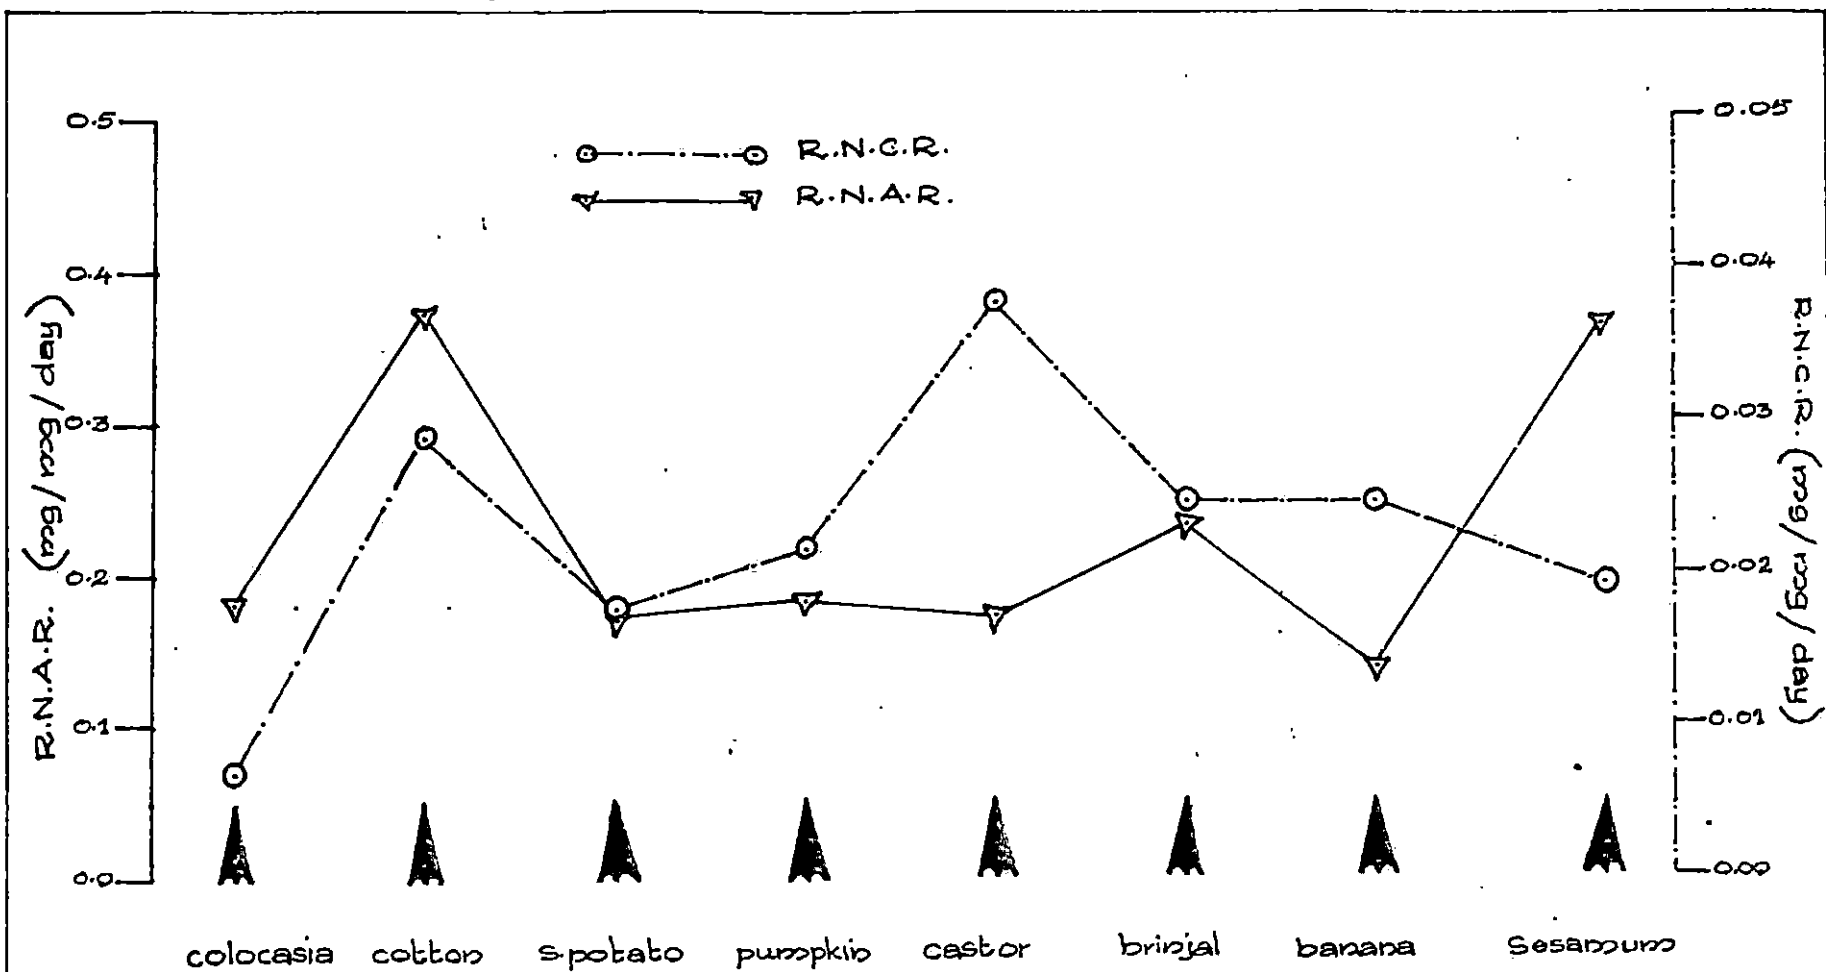 R.N.C.R.
R.N.A.R.
0.5
0.4
0.3
0.2
0.1
0.0
R.N.A.R. (mg/mg/day)
0.05
0.04
0.03
0.02
0.01
0.00
R.N.C.R. (mg/mg/day)
colocasia cotton s.potato pumpkin castor brinjal banana Sesamum